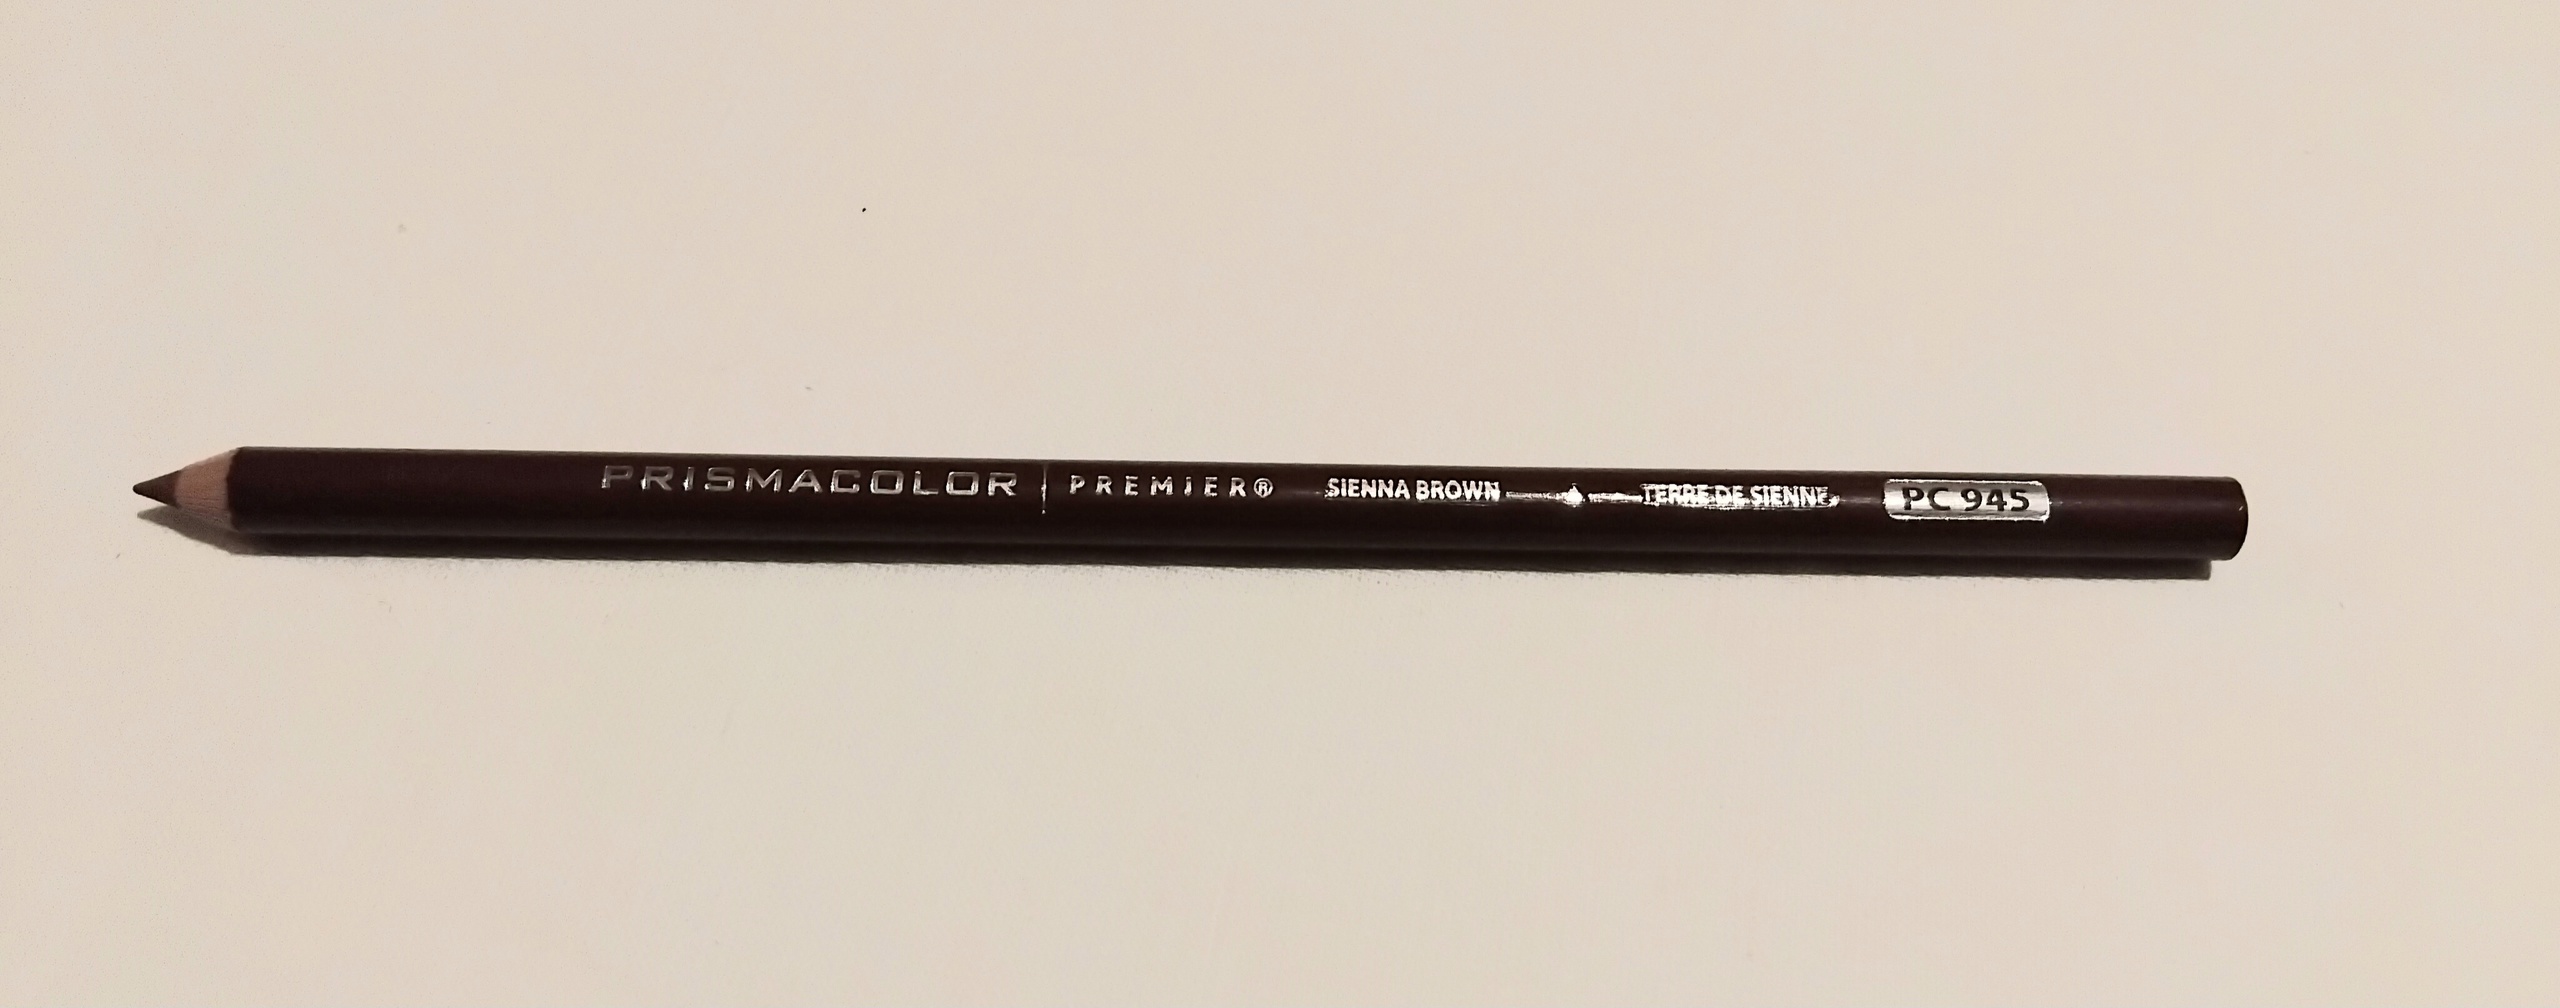 PRISMACOLOR | PREMIER® SIENNA BROWN TERRE DE SIENNE PC 945